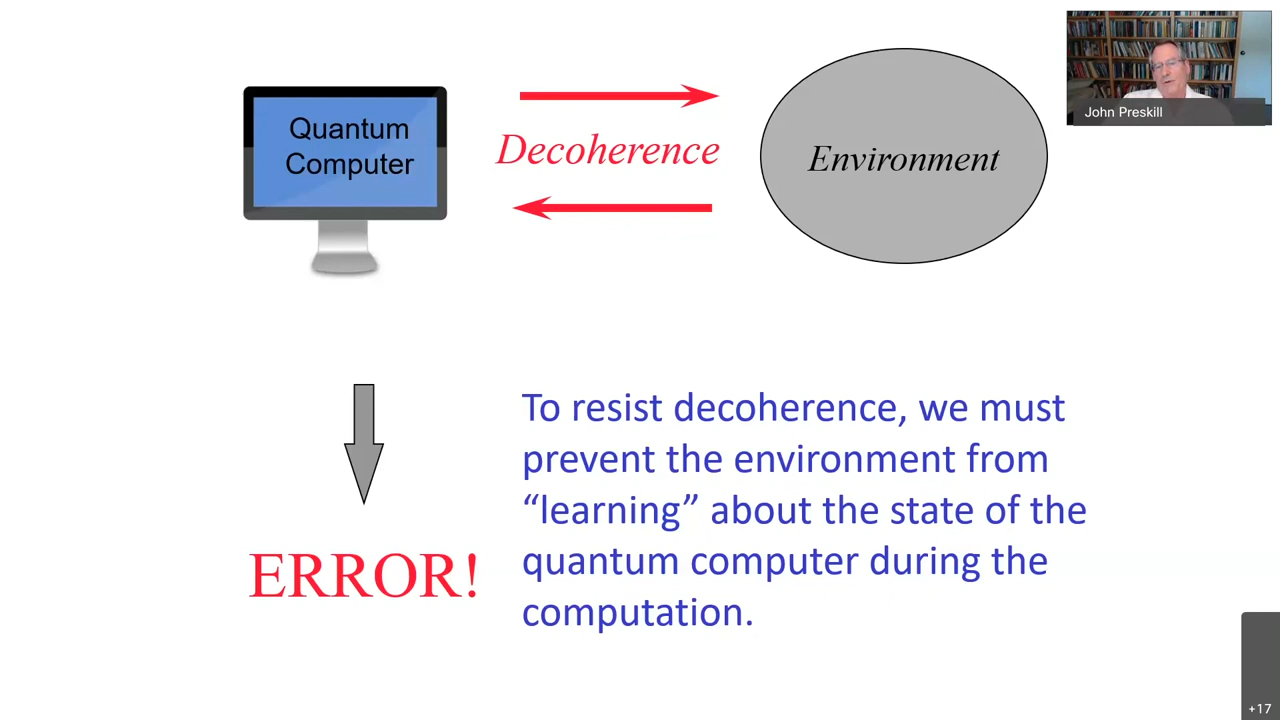 Quantum
Computer
Decoherence
Environment
John Preskill
To resist decoherence, we must
prevent the environment from
“learning” about the state of the
quantum computer during the
computation.
ERROR!
+17